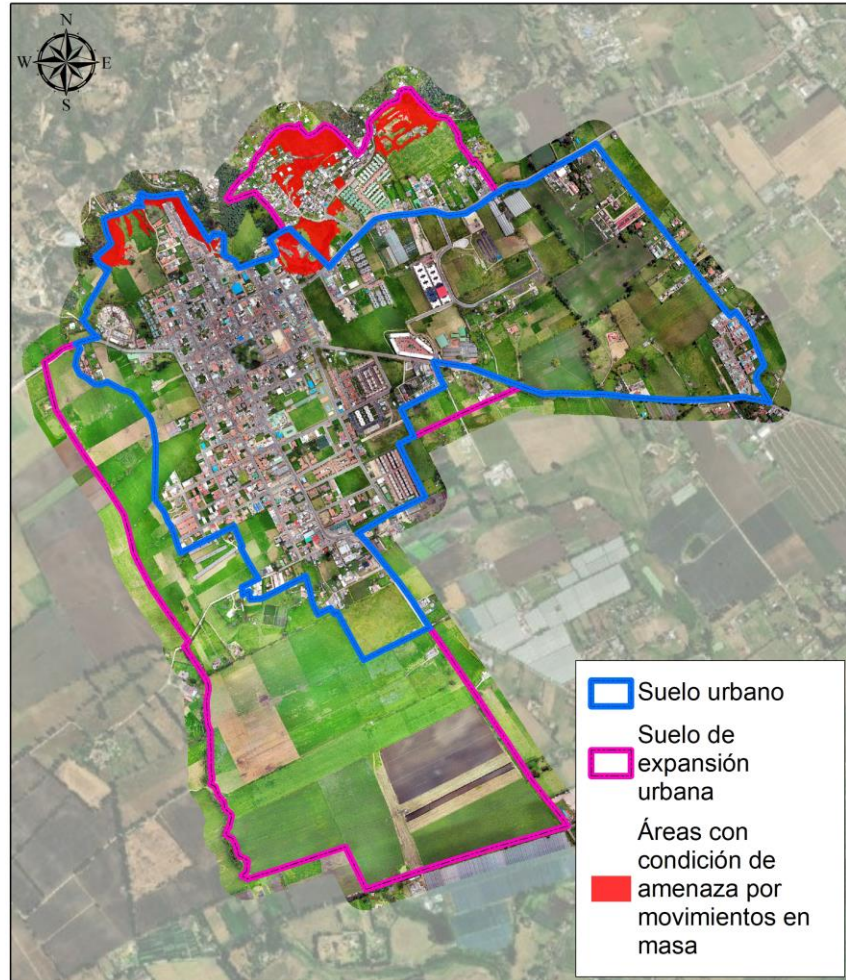 N
W E
S
Suelo urbano
Suelo de
expansión
urbana
Áreas con
condición de
amenaza por
movimientos en
masa